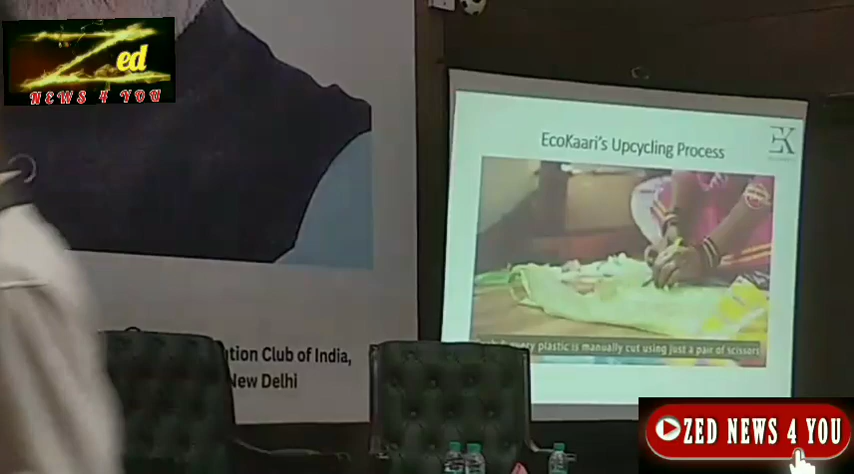 Zed
NEWS 4 YOU
EcoKaari's Upcycling Process
EK
every plastic is manually cut using just a pair of scissors
tion Club of India,
New Delhi
ZED NEWS 4 YOU